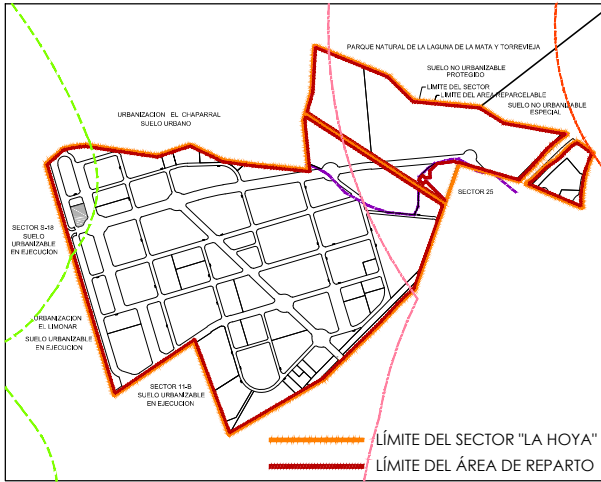 PARQUE NATURAL DE LA LAGUNA DE LA MATA Y TORREVIEJA
SUELO NO URBANIZABLE
PROTEGIDO
LÍMITE DEL SECTOR
LÍMITE DEL AREA REPARCELABLE
SUELO NO URBANIZABLE
ESPECIAL
URBANIZACION EL CHAPARRAL
SUELO URBANO
SECTOR 25
SECTOR S-18
SUELO
URBANIZABLE
EN EJECUCION
URBANIZACION
EL LIMONAR
SUELO URBANIZABLE
EN EJECUCION
SECTOR 11-B
SUELO URBANIZABLE
EN EJECUCION
LÍMITE DEL SECTOR "LA HOYA"
LÍMITE DEL ÁREA DE REPARTO